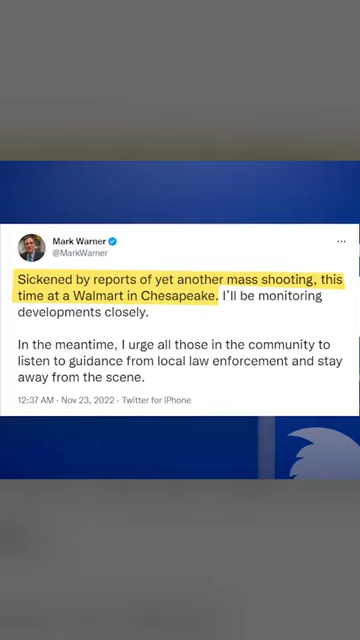 Mark Warner
@MarkWarner
Sickened by reports of yet another mass shooting, this
time at a Walmart in Chesapeake. I'll be monitoring
developments closely.
In the meantime, I urge all those in the community to
listen to guidance from local law enforcement and stay
away from the scene.
12:37 AM · Nov 23, 2022 · Twitter for iPhone